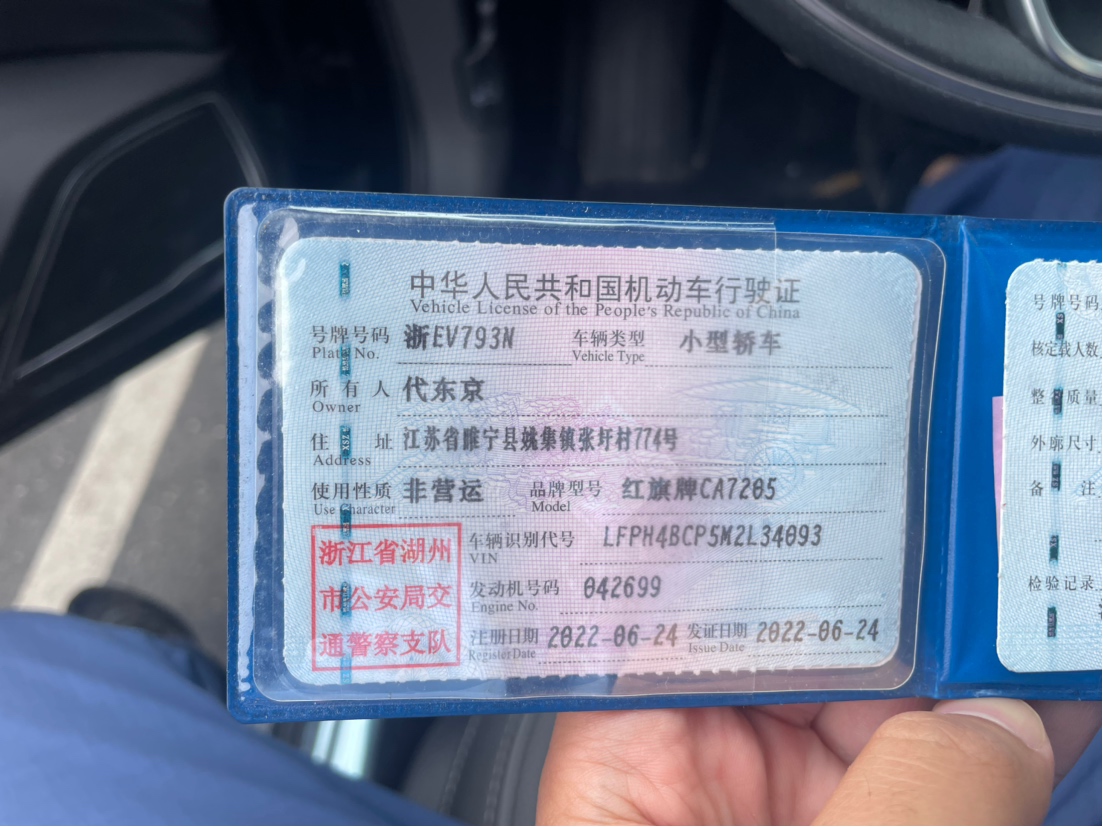 中华人民共和国机动车行驶证
Vehicle License of the People's Republic of China
号牌号码 浙EV793N 车辆类型 小型轿车
Plate No. Vehicle Type
所有人 代东京
Owner
住址 江苏省睢宁县姚集镇张圩村774号
Address
使用性质 非营运 品牌型号 红旗牌CA7205
Use Character Model
浙江省湖州
市公安局交
通警察支队
车辆识别代号 LFPH4BCP5M2L34093
VIN
发动机号码 042699
Engine No.
注册日期 2022-06-24 发证日期 2022-06-24
Register Date Issue Date
号牌号码
核定载人数
整备质量
外廓尺寸
备注
检验记录